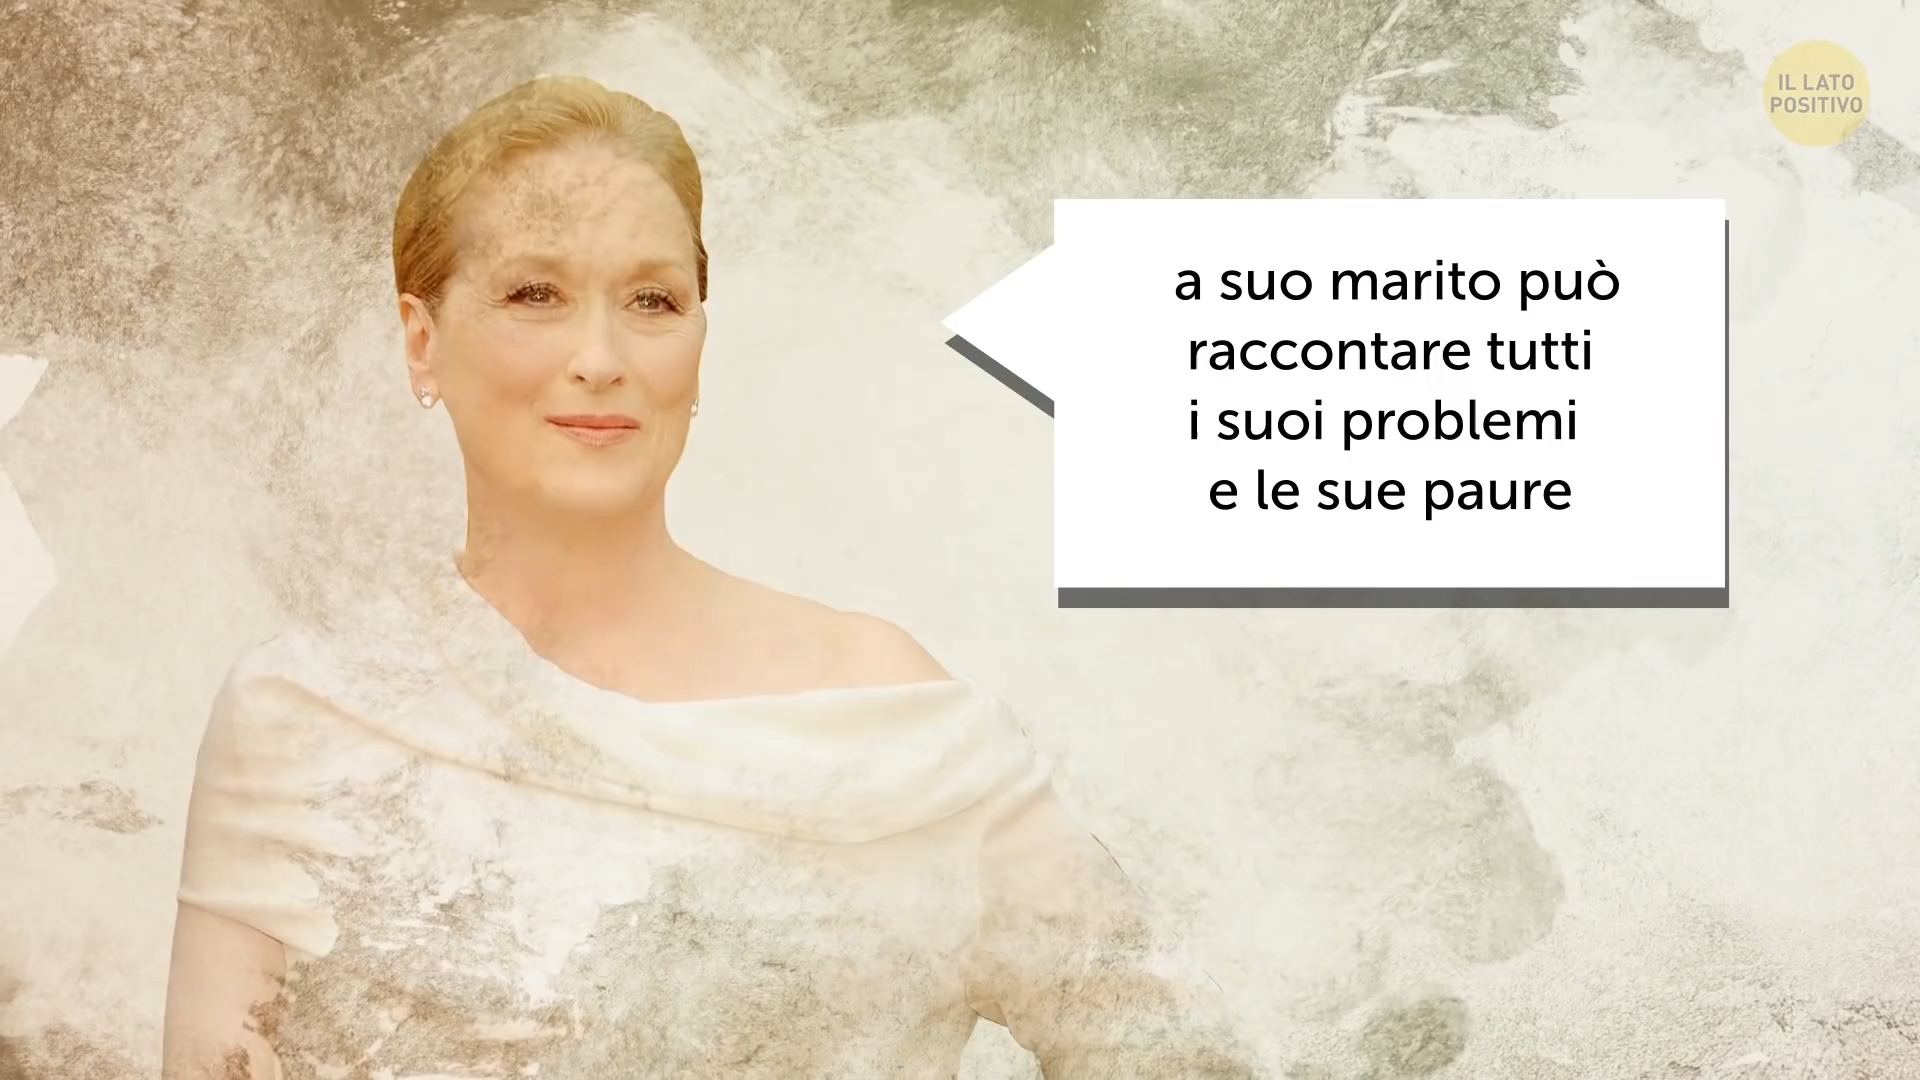 IL LATO
POSITIVO
a suo marito può
raccontare tutti
i suoi problemi
e le sue paure